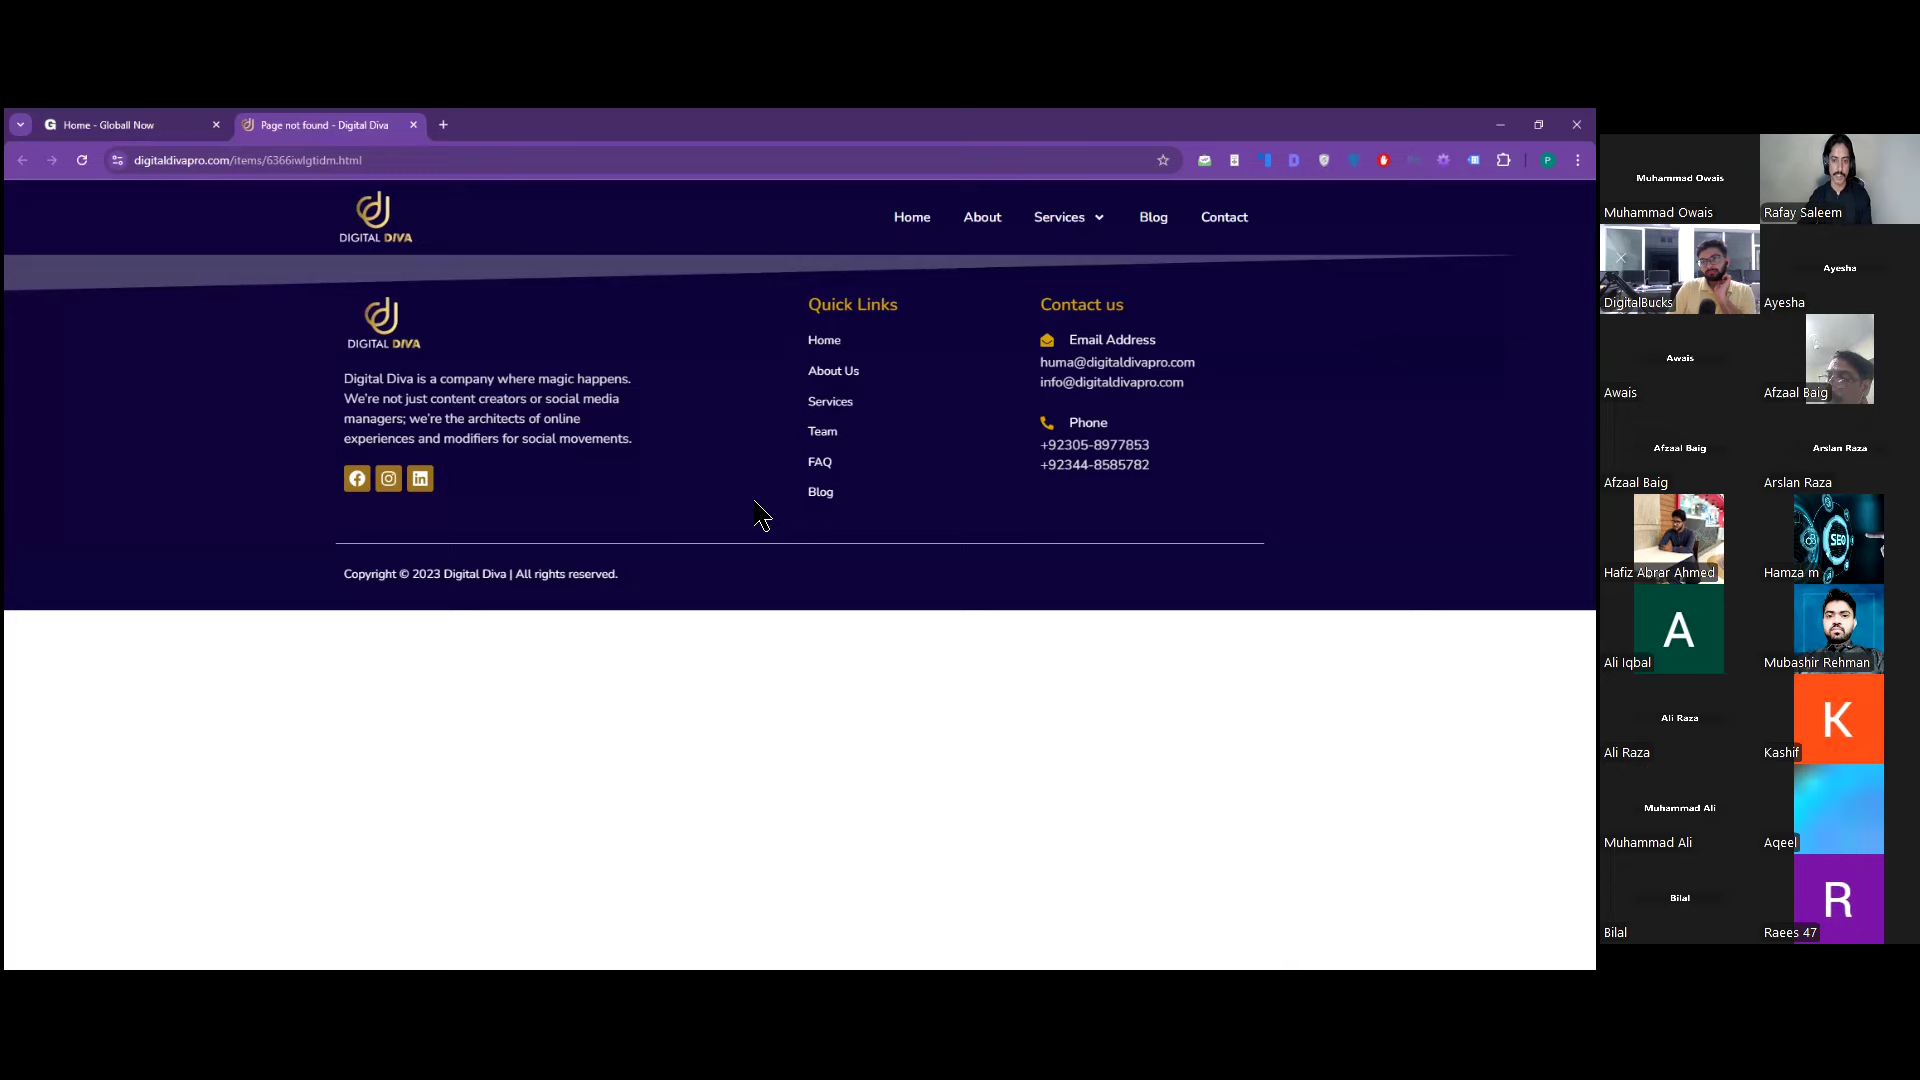 Home - Globall Now
Page not found - Digital Diva
digitaldivapro.com/items/6366iwlgtidm.html
P
DIGITAL DIVA
Home
About
Services
Blog
Contact
DIGITAL DIVA
Digital Diva is a company where magic happens.
We're not just content creators or social media
managers; we're the architects of online
experiences and modifiers for social movements.
Quick Links
Home
About Us
Services
Team
FAQ
Blog
Contact us
Email Address
huma@digitaldivapro.com
info@digitaldivapro.com
Phone
+92305-8977853
+92344-8585782
Copyright © 2023 Digital Diva | All rights reserved.
Muhammad Owais
Muhammad Owais
Rafay Saleem
DigitalBucks
Ayesha
Ayesha
Awais
Awais
Afzaal Baig
Afzaal Baig
Afzaal Baig
Arslan Raza
Arslan Raza
Hafiz Abrar Ahmed
SEO
Hamza m
A
Ali Iqbal
Mubashir Rehman
Ali Raza
Ali Raza
K
Kashif
Muhammad Ali
Muhammad Ali
Aqeel
Bilal
Bilal
R
Raees 47